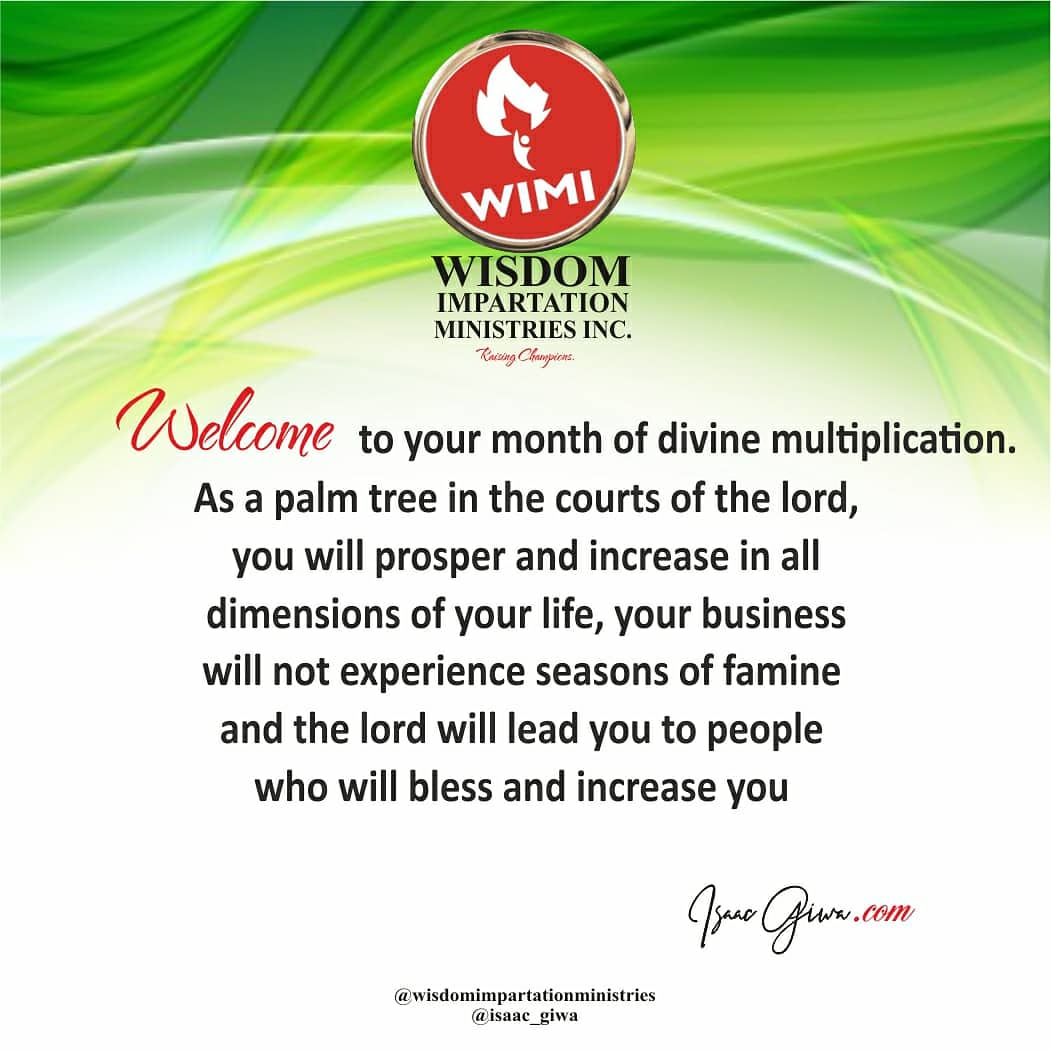 WIMI
WISDOM
IMPARTATION
MINISTRIES INC.
Raising Champions.
Welcome to your month of divine multiplication.
As a palm tree in the courts of the lord,
you will prosper and increase in all
dimensions of your life, your business
will not experience seasons of famine
and the lord will lead you to people
who will bless and increase you
Isaac Giwa.com
@wisdomimpartationministries
@isaac_giwa